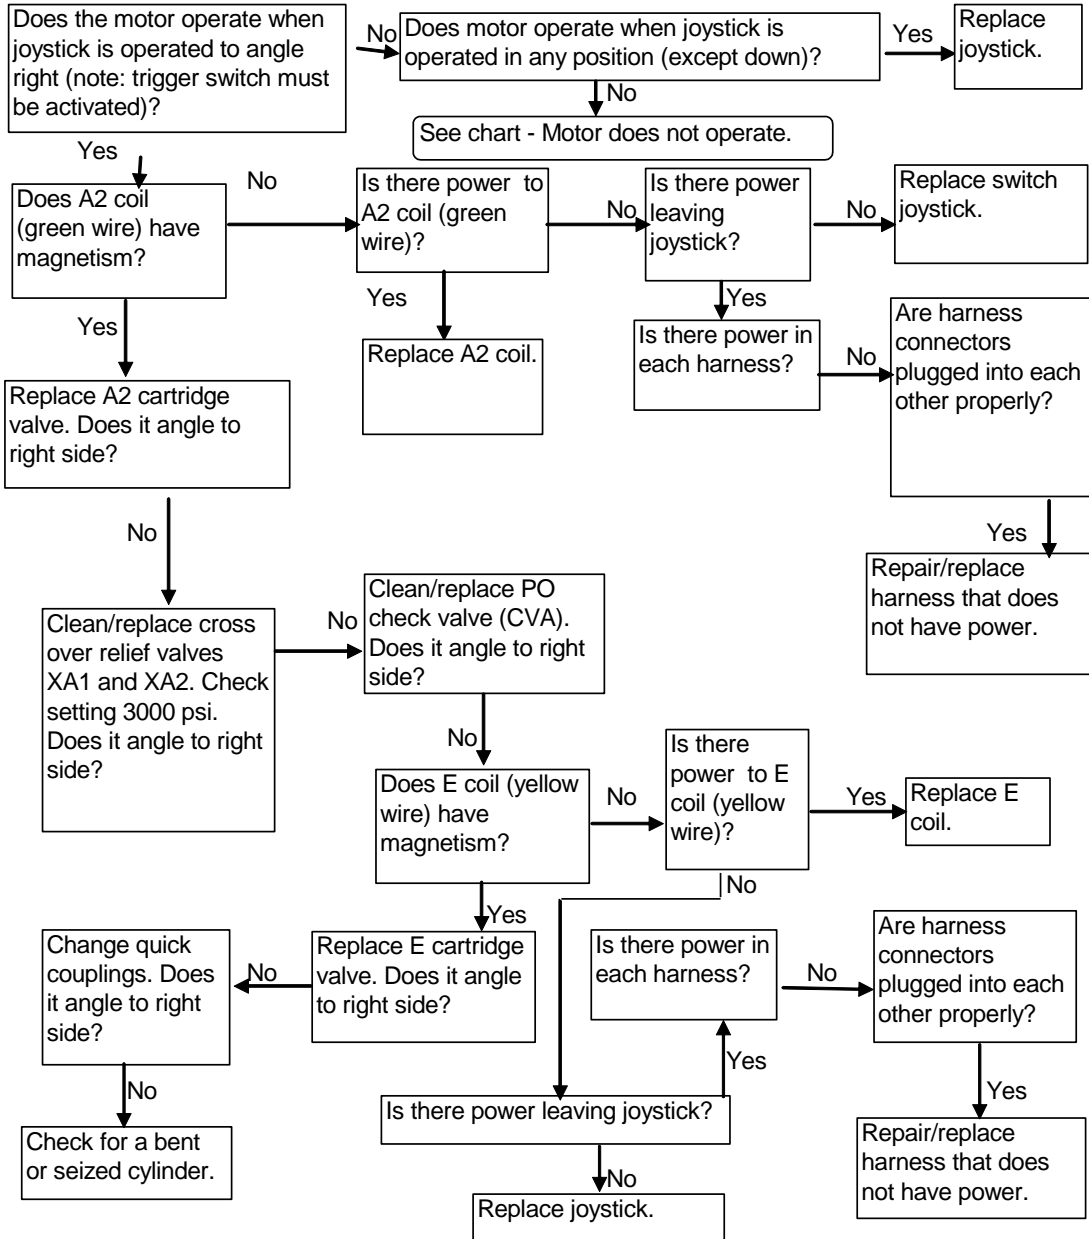 Does the motor operate when
joystick is operated to angle
right (note: trigger switch must
be activated)?
No
Does motor operate when joystick is
operated in any position (except down)?
Yes
Replace
joystick.
No
See chart - Motor does not operate.
Yes
Does A2 coil
(green wire) have
magnetism?
No
Is there power to
A2 coil (green
wire)?
No
Is there power
leaving
joystick?
No
Replace switch
joystick.
Yes
Replace A2 coil.
Yes
Is there power in
each harness?
No
Are harness
connectors
plugged into each
other properly?
Yes
Repair/replace
harness that does
not have power.
Yes
Replace A2 cartridge
valve. Does it angle to
right side?
No
Clean/replace cross
over relief valves
XA1 and XA2. Check
setting 3000 psi.
Does it angle to right
side?
No
Clean/replace PO
check valve (CVA).
Does it angle to right
side?
No
Does E coil (yellow
wire) have
magnetism?
No
Is there
power to E
coil (yellow
wire)?
Yes
Replace E
coil.
No
Yes
Replace E cartridge
valve. Does it angle
to right side?
No
Change quick
couplings. Does
it angle to right
side?
No
Check for a bent
or seized cylinder.
Is there power leaving joystick?
Yes
Is there power in
each harness?
No
Are harness
connectors
plugged into each
other properly?
Yes
Repair/replace
harness that does
not have power.
No
Replace joystick.